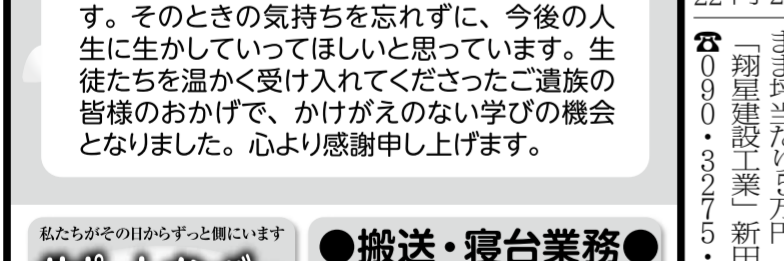 す。そのときの気持ちを忘れずに、今後の人
生に生かしていってほしいと思っています。生
徒たちを温かく受け入れてくださったご遺族の
皆様のおかげで、かけがえのない学びの機会
となりました。心より感謝申し上げます。
私たちがその日からずっと側にいます
●搬送・寝台業務●
「翔星建設工業」新田
☎090・3275・